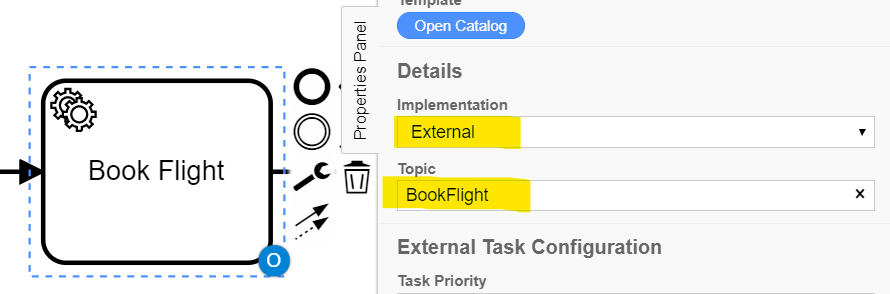 Template
Open Catalog
Properties Panel
Details
Implementation
External
Topic
BookFlight
External Task Configuration
Task Priority
Book Flight
O